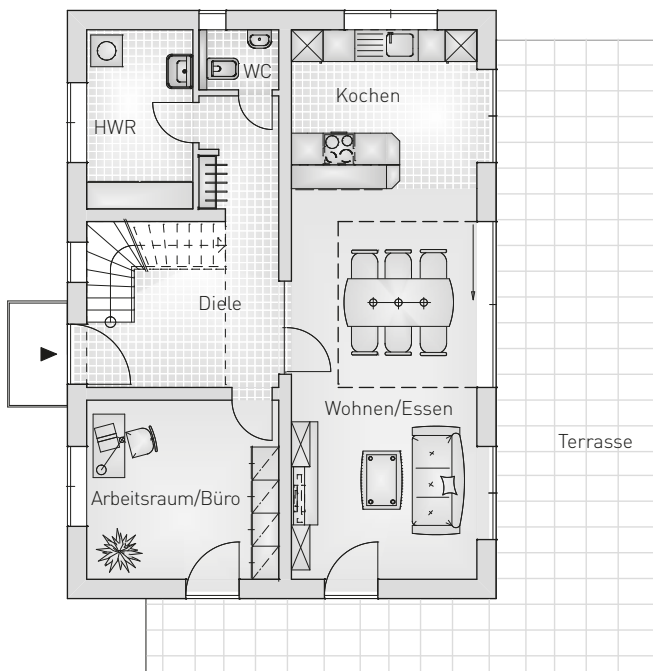 WC
Kochen
HWR
Diele
Wohnen/Essen
Terrasse
Arbeitsraum/Büro